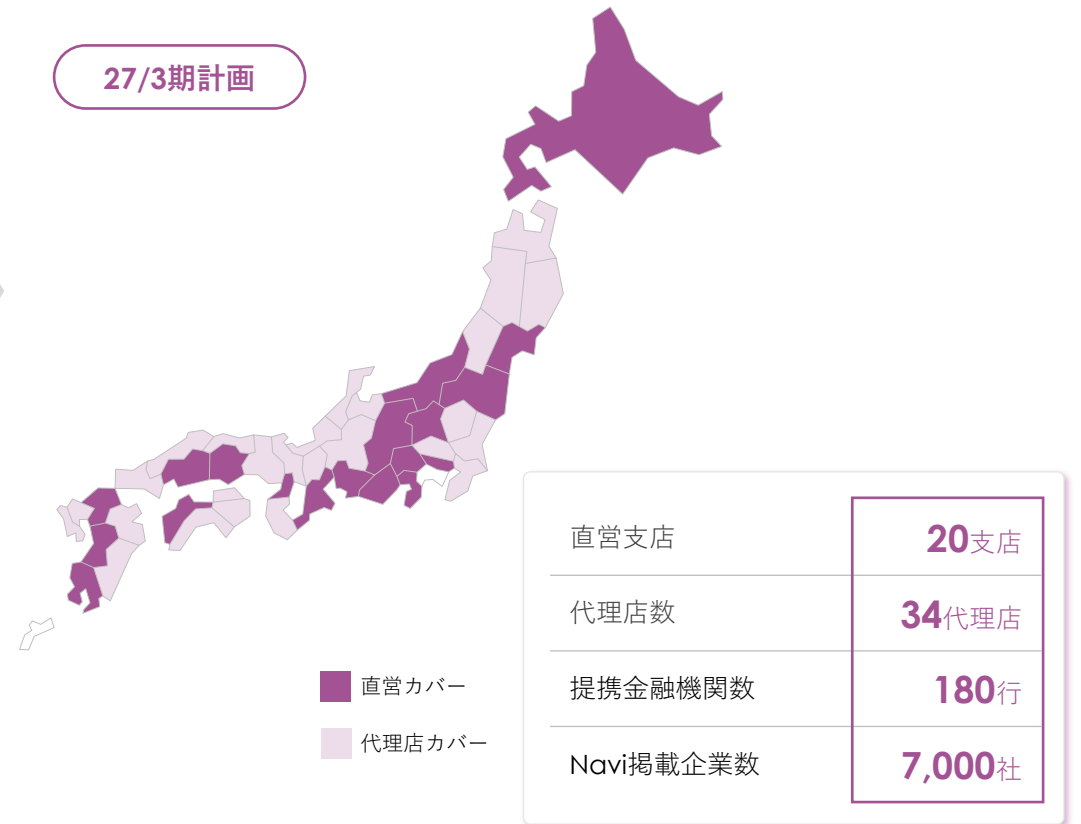 27/3期計画
直営支店 20支店
代理店数 34代理店
提携金融機関数 180行
Navi掲載企業数 7,000社
直営カバー
代理店カバー